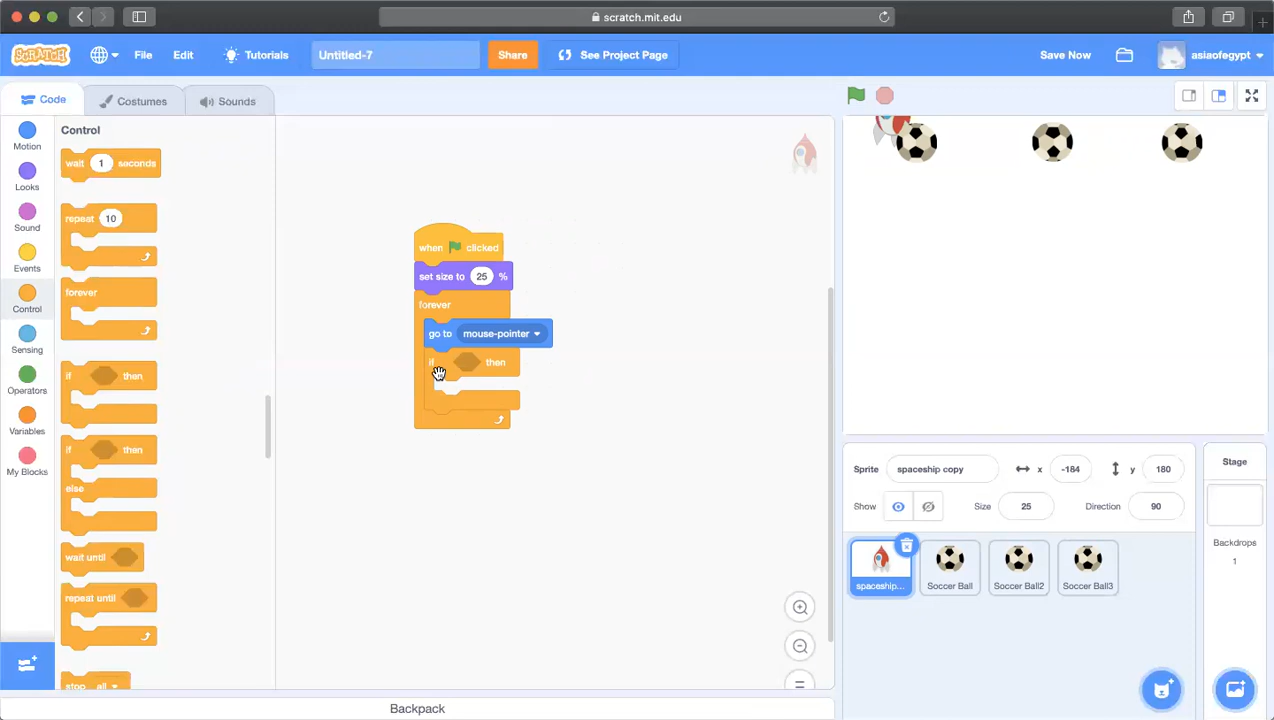 scratch.mit.edu
SCRATCH
File
Edit
Tutorials
Untitled-7
Share
See Project Page
Save Now
asiaofegypt
Code
Costumes
Sounds
Motion
Looks
Sound
Events
Control
Sensing
Operators
Variables
My Blocks
Control
wait 1 seconds
repeat 10
forever
if then
if then
else
wait until
repeat until
stop all
when clicked
set size to 25 %
forever
go to mouse-pointer
if then
Sprite spaceship copy x -184 y 180
Show Size 25 Direction 90
spaceship...
Soccer Ball
Soccer Ball2
Soccer Ball3
Stage
Backdrops
1
Backpack